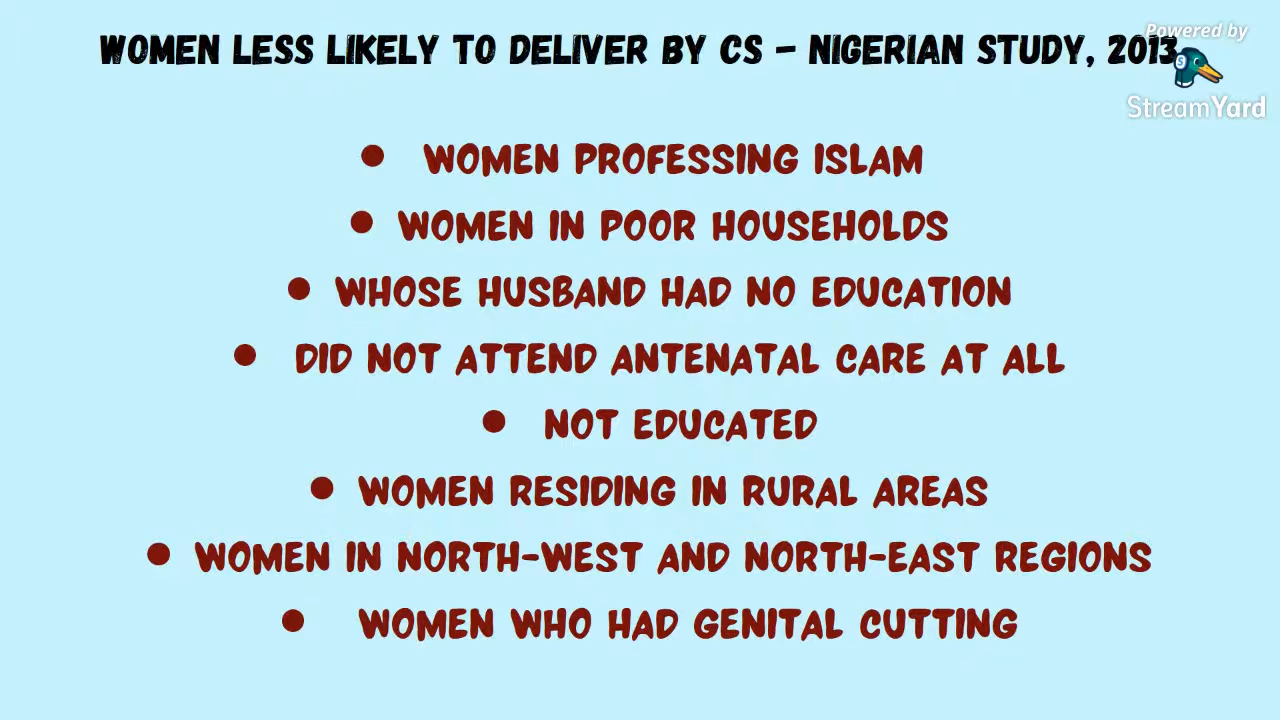 WOMEN LESS LIKELY TO DELIVER BY CS – NIGERIAN STUDY, 2013
Powered by
StreamYard
• WOMEN PROFESSING ISLAM
• WOMEN IN POOR HOUSEHOLDS
• WHOSE HUSBAND HAD NO EDUCATION
• DID NOT ATTEND ANTENATAL CARE AT ALL
• NOT EDUCATED
• WOMEN RESIDING IN RURAL AREAS
• WOMEN IN NORTH-WEST AND NORTH-EAST REGIONS
• WOMEN WHO HAD GENITAL CUTTING